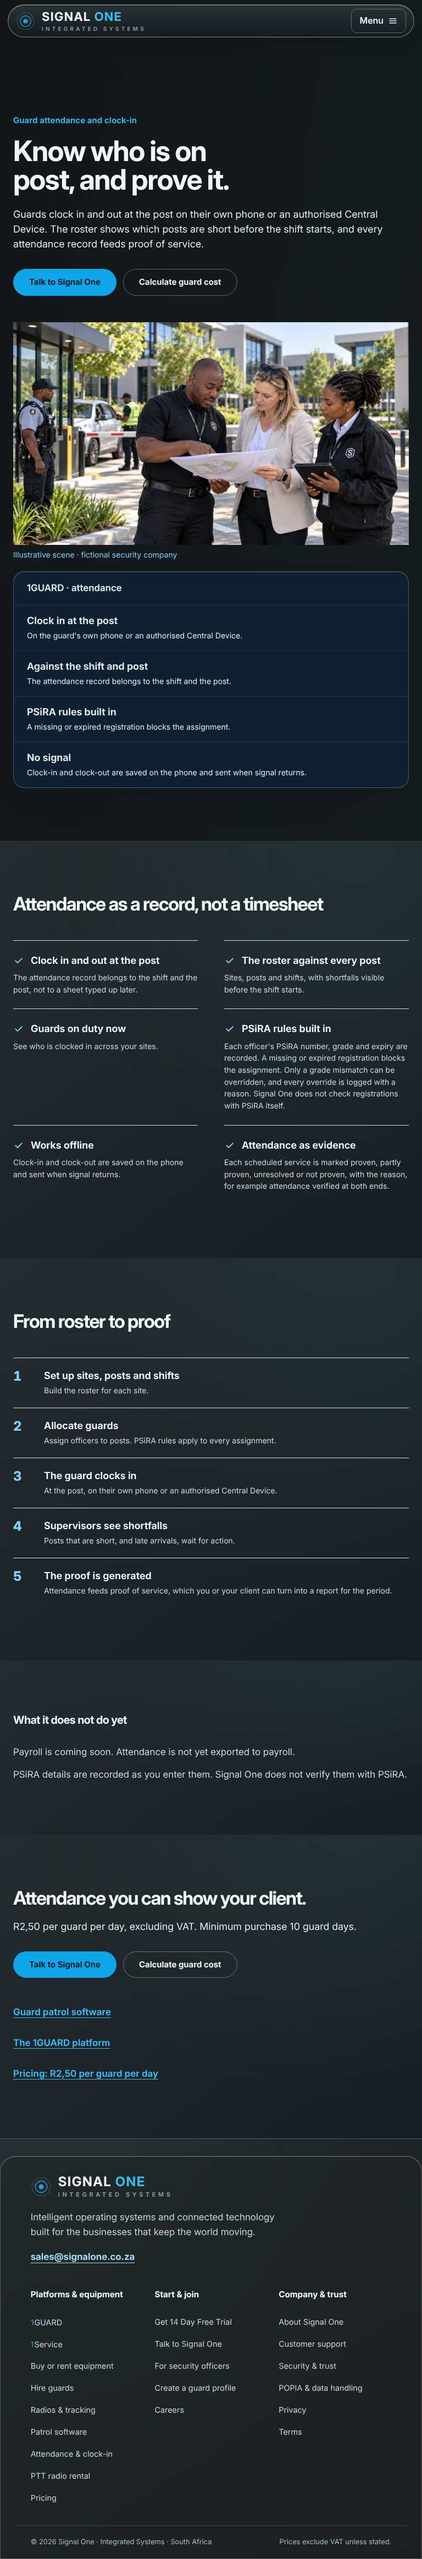 SIGNAL ONE
INTEGRATED SYSTEMS
Menu
Guard attendance and clock-in
Know who is on
post, and prove it.
Guards clock in and out at the post on their own phone or an authorised Central
Device. The roster shows which posts are short before the shift starts, and every
attendance record feeds proof of service.
Talk to Signal One
Calculate guard cost
Illustrative scene · fictional security company
1GUARD · attendance
Clock in at the post
On the guard's own phone or an authorised Central Device.
Against the shift and post
The attendance record belongs to the shift and the post.
PSiRA rules built in
A missing or expired registration blocks the assignment.
No signal
Clock-in and clock-out are saved on the phone and sent when signal returns.
Attendance as a record, not a timesheet
Clock in and out at the post
The attendance record belongs to the shift and the
post, not to a sheet typed up later.
The roster against every post
Sites, posts and shifts, with shortfalls visible
before the shift starts.
Guards on duty now
See who is clocked in across your sites.
PSiRA rules built in
Each officer's PSiRA number, grade and expiry are
recorded. A missing or expired registration blocks
the assignment. Only a grade mismatch can be
overridden, and every override is logged with a
reason. Signal One does not check registrations
with PSiRA itself.
Works offline
Clock-in and clock-out are saved on the phone
and sent when signal returns.
Attendance as evidence
Each scheduled service is marked proven, partly
proven, unresolved or not proven, with the reason,
for example attendance verified at both ends.
From roster to proof
1
Set up sites, posts and shifts
Build the roster for each site.
2
Allocate guards
Assign officers to posts. PSiRA rules apply to every assignment.
3
The guard clocks in
At the post, on their own phone or an authorised Central Device.
4
Supervisors see shortfalls
Posts that are short, and late arrivals, wait for action.
5
The proof is generated
Attendance feeds proof of service, which you or your client can turn into a report for the period.
What it does not do yet
Payroll is coming soon. Attendance is not yet exported to payroll.
PSiRA details are recorded as you enter them. Signal One does not verify them with PSiRA.
Attendance you can show your client.
R2,50 per guard per day, excluding VAT. Minimum purchase 10 guard days.
Talk to Signal One
Calculate guard cost
Guard patrol software
The 1GUARD platform
Pricing: R2,50 per guard per day
SIGNAL ONE
INTEGRATED SYSTEMS
Intelligent operating systems and connected technology
built for the businesses that keep the world moving.
sales@signalone.co.za
Platforms & equipment
1GUARD
1Service
Buy or rent equipment
Hire guards
Radios & tracking
Patrol software
Attendance & clock-in
PTT radio rental
Pricing
Start & join
Get 14 Day Free Trial
Talk to Signal One
For security officers
Create a guard profile
Careers
Company & trust
About Signal One
Customer support
Security & trust
POPIA & data handling
Privacy
Terms
© 2026 Signal One · Integrated Systems · South Africa
Prices exclude VAT unless stated.